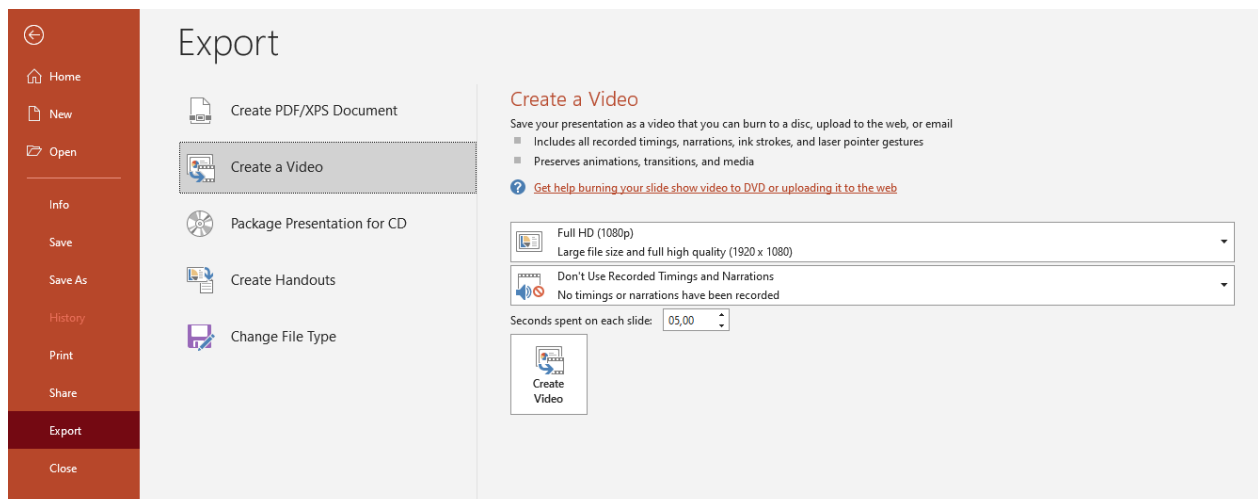 Home
New
Open
Info
Save
Save As
History
Print
Share
Export
Close
Export
Create PDF/XPS Document
Create a Video
Package Presentation for CD
Create Handouts
Change File Type
Create a Video
Save your presentation as a video that you can burn to a disc, upload to the web, or email
Includes all recorded timings, narrations, ink strokes, and laser pointer gestures
Preserves animations, transitions, and media
Get help burning your slide show video to DVD or uploading it to the web
Full HD (1080p)
Large file size and full high quality (1920 x 1080)
Don't Use Recorded Timings and Narrations
No timings or narrations have been recorded
Seconds spent on each slide: 05,00
Create
Video